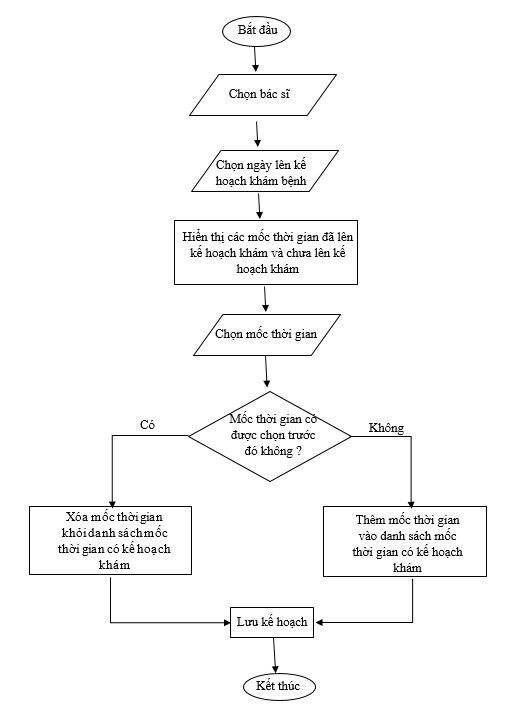 Bắt đầu
Chọn bác sĩ
Chọn ngày lên kế
hoạch khám bệnh
Hiển thị các mốc thời gian đã lên
kế hoạch khám và chưa lên kế
hoạch khám
Chọn mốc thời gian
Mốc thời gian có
được chọn trước
đó không ?
Có
Không
Xóa mốc thời gian
khỏi danh sách mốc
thời gian có kế hoạch
khám
Thêm mốc thời gian
vào danh sách mốc
thời gian có kế hoạch
khám
Lưu kế hoạch
Kết thúc